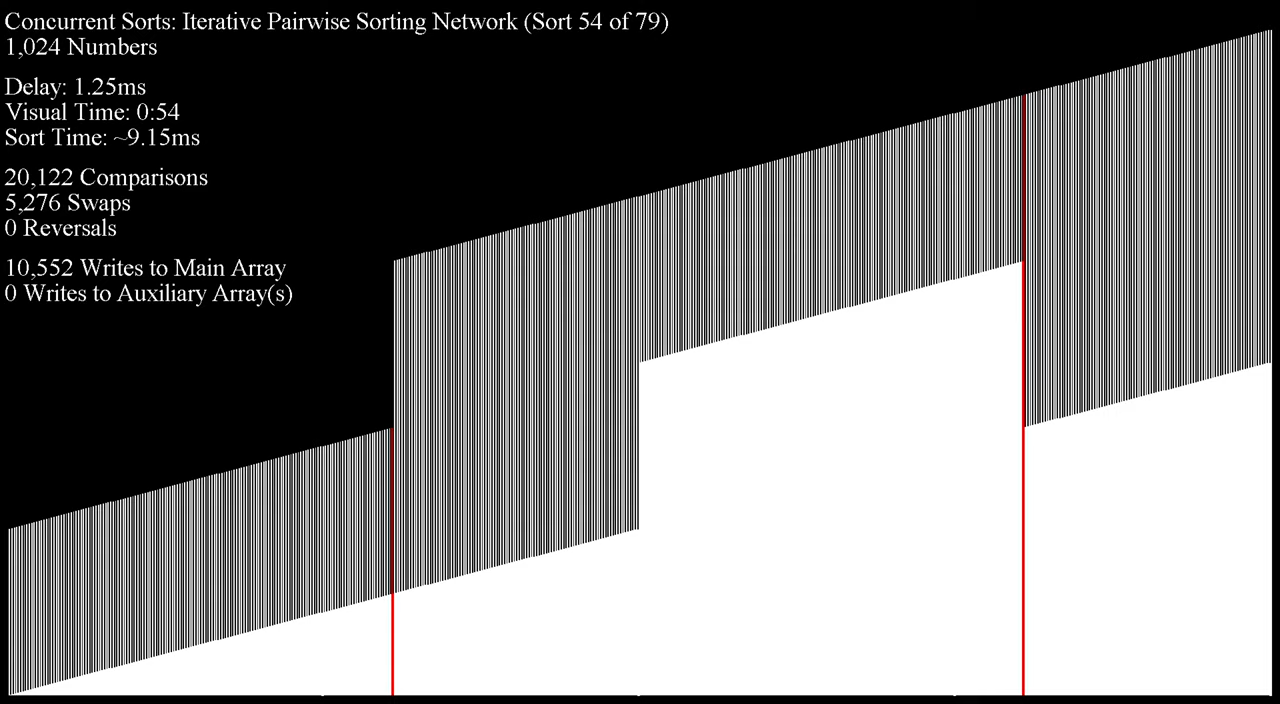 Concurrent Sorts: Iterative Pairwise Sorting Network (Sort 54 of 79)
1,024 Numbers
Delay: 1.25ms
Visual Time: 0:54
Sort Time: ~9.15ms
20,122 Comparisons
5,276 Swaps
0 Reversals
10,552 Writes to Main Array
0 Writes to Auxiliary Array(s)